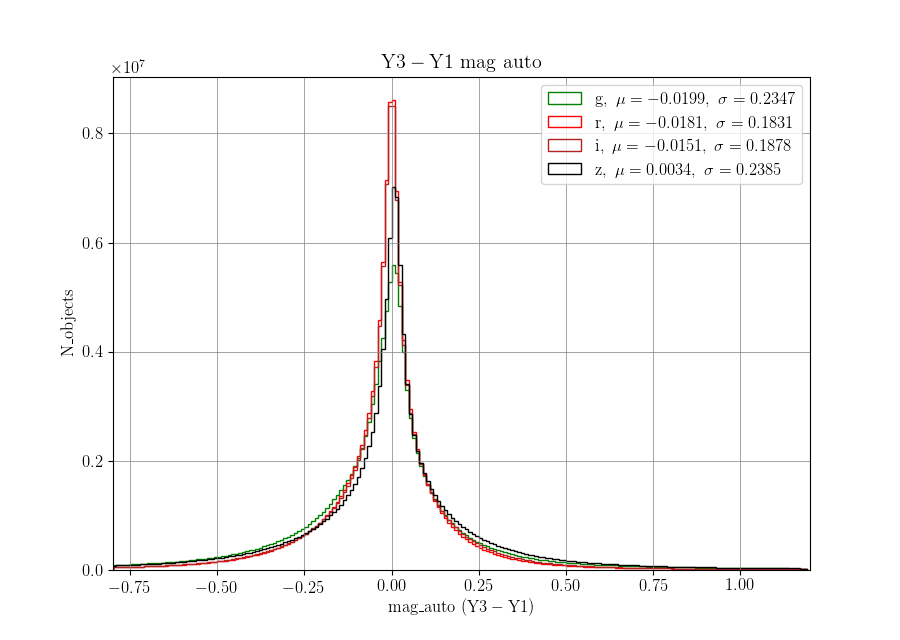 Y3 − Y1 mag auto
×10⁷
g, μ = −0.0199, σ = 0.2347
r, μ = −0.0181, σ = 0.1831
i, μ = −0.0151, σ = 0.1878
z, μ = 0.0034, σ = 0.2385
0.8
0.6
0.4
0.2
0.0
N_objects
−0.75 −0.50 −0.25 0.00 0.25 0.50 0.75 1.00
mag_auto (Y3 − Y1)